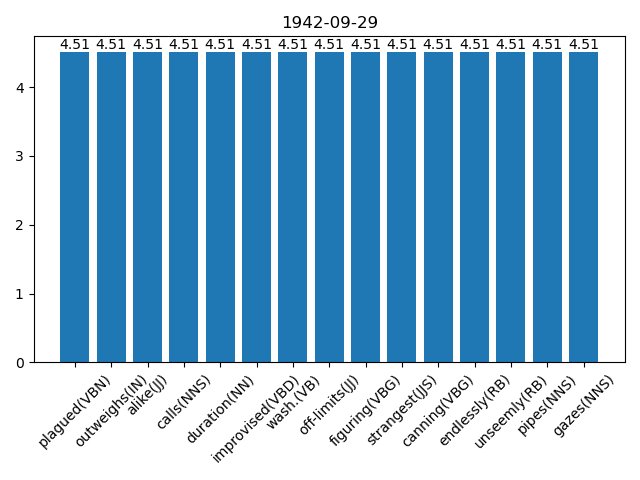 1942-09-29
4.51 4.51 4.51 4.51 4.51 4.51 4.51 4.51 4.51 4.51 4.51 4.51 4.51 4.51 4.51
4
3
2
1
0
plagued(VBN)
outweighs(IN)
alike(JJ)
calls(NNS)
duration(NN)
improvised(VBD)
wash.(VB)
off-limits(JJ)
figuring(VBG)
strangest(JJS)
canning(VBG)
endlessly(RB)
unseemly(RB)
pipes(NNS)
gazes(NNS)